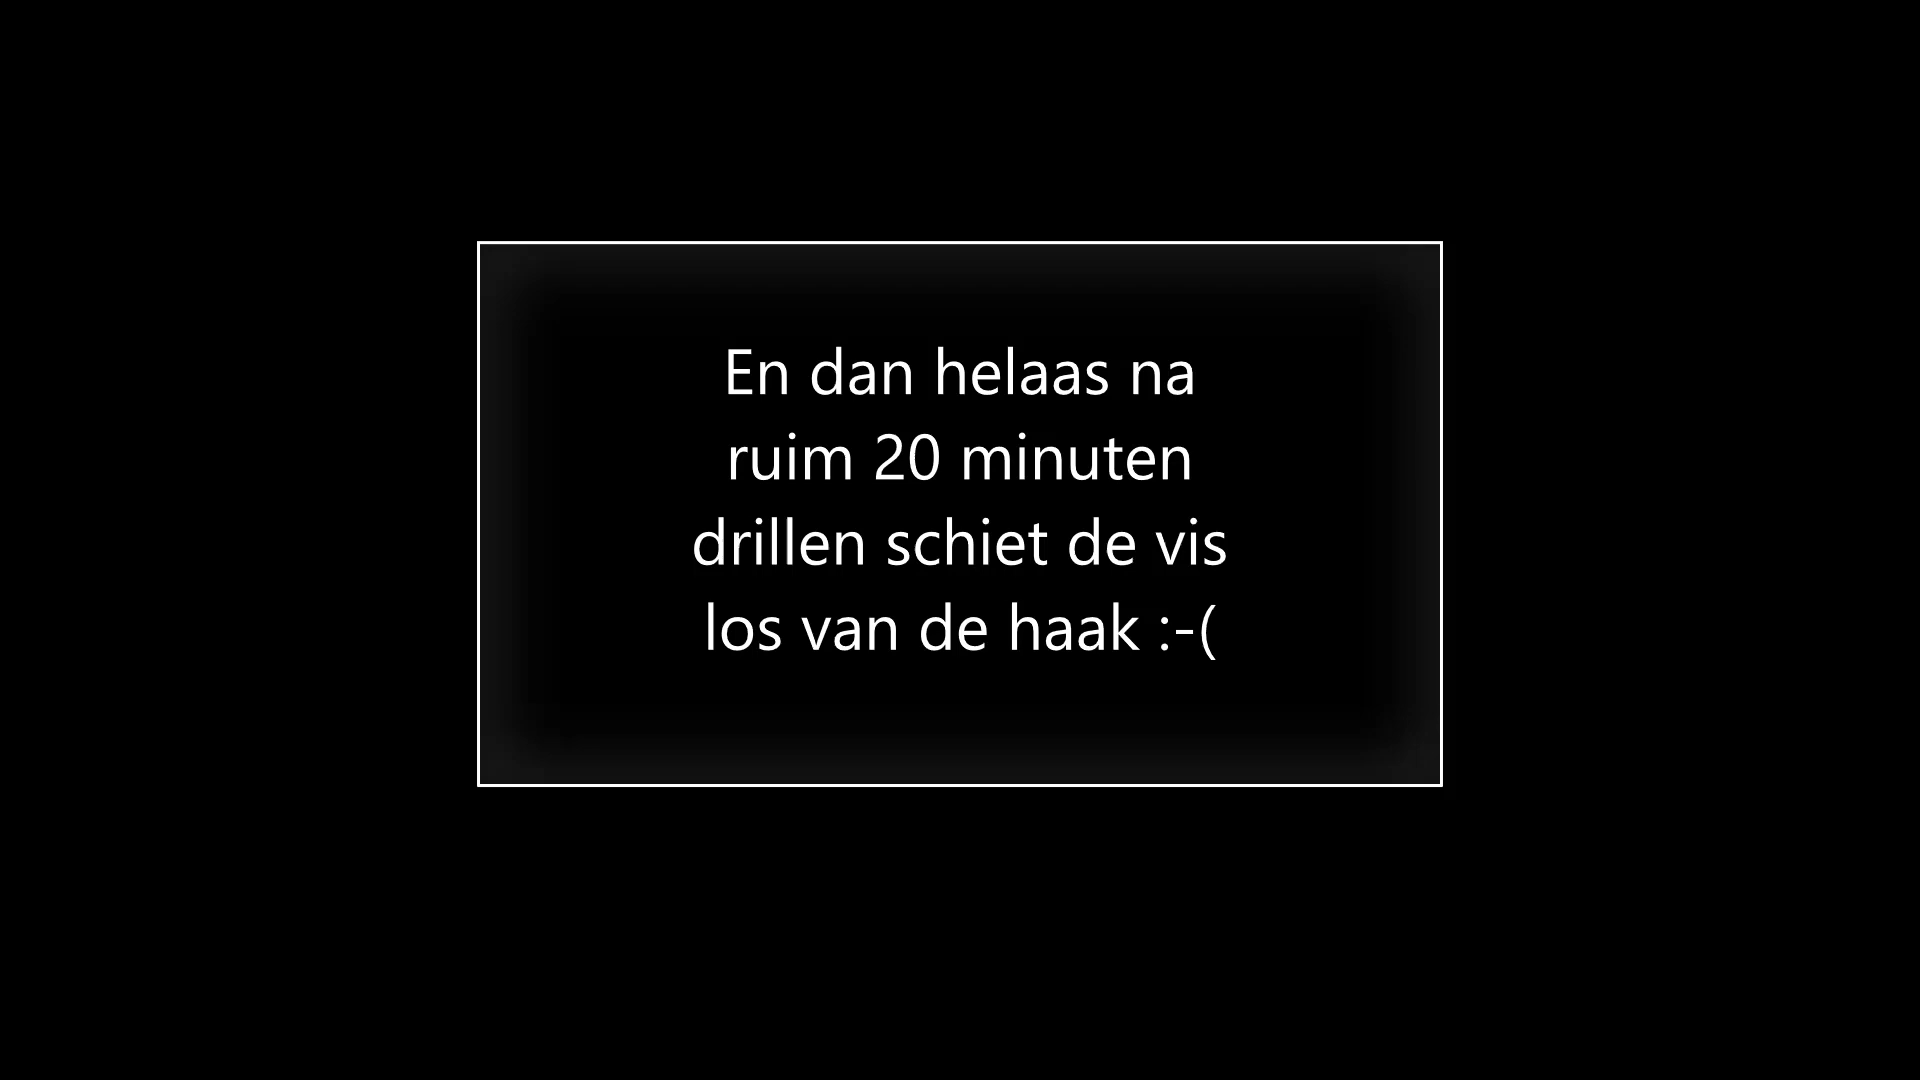 En dan helaas na
ruim 20 minuten
drillen schiet de vis
los van de haak :-(